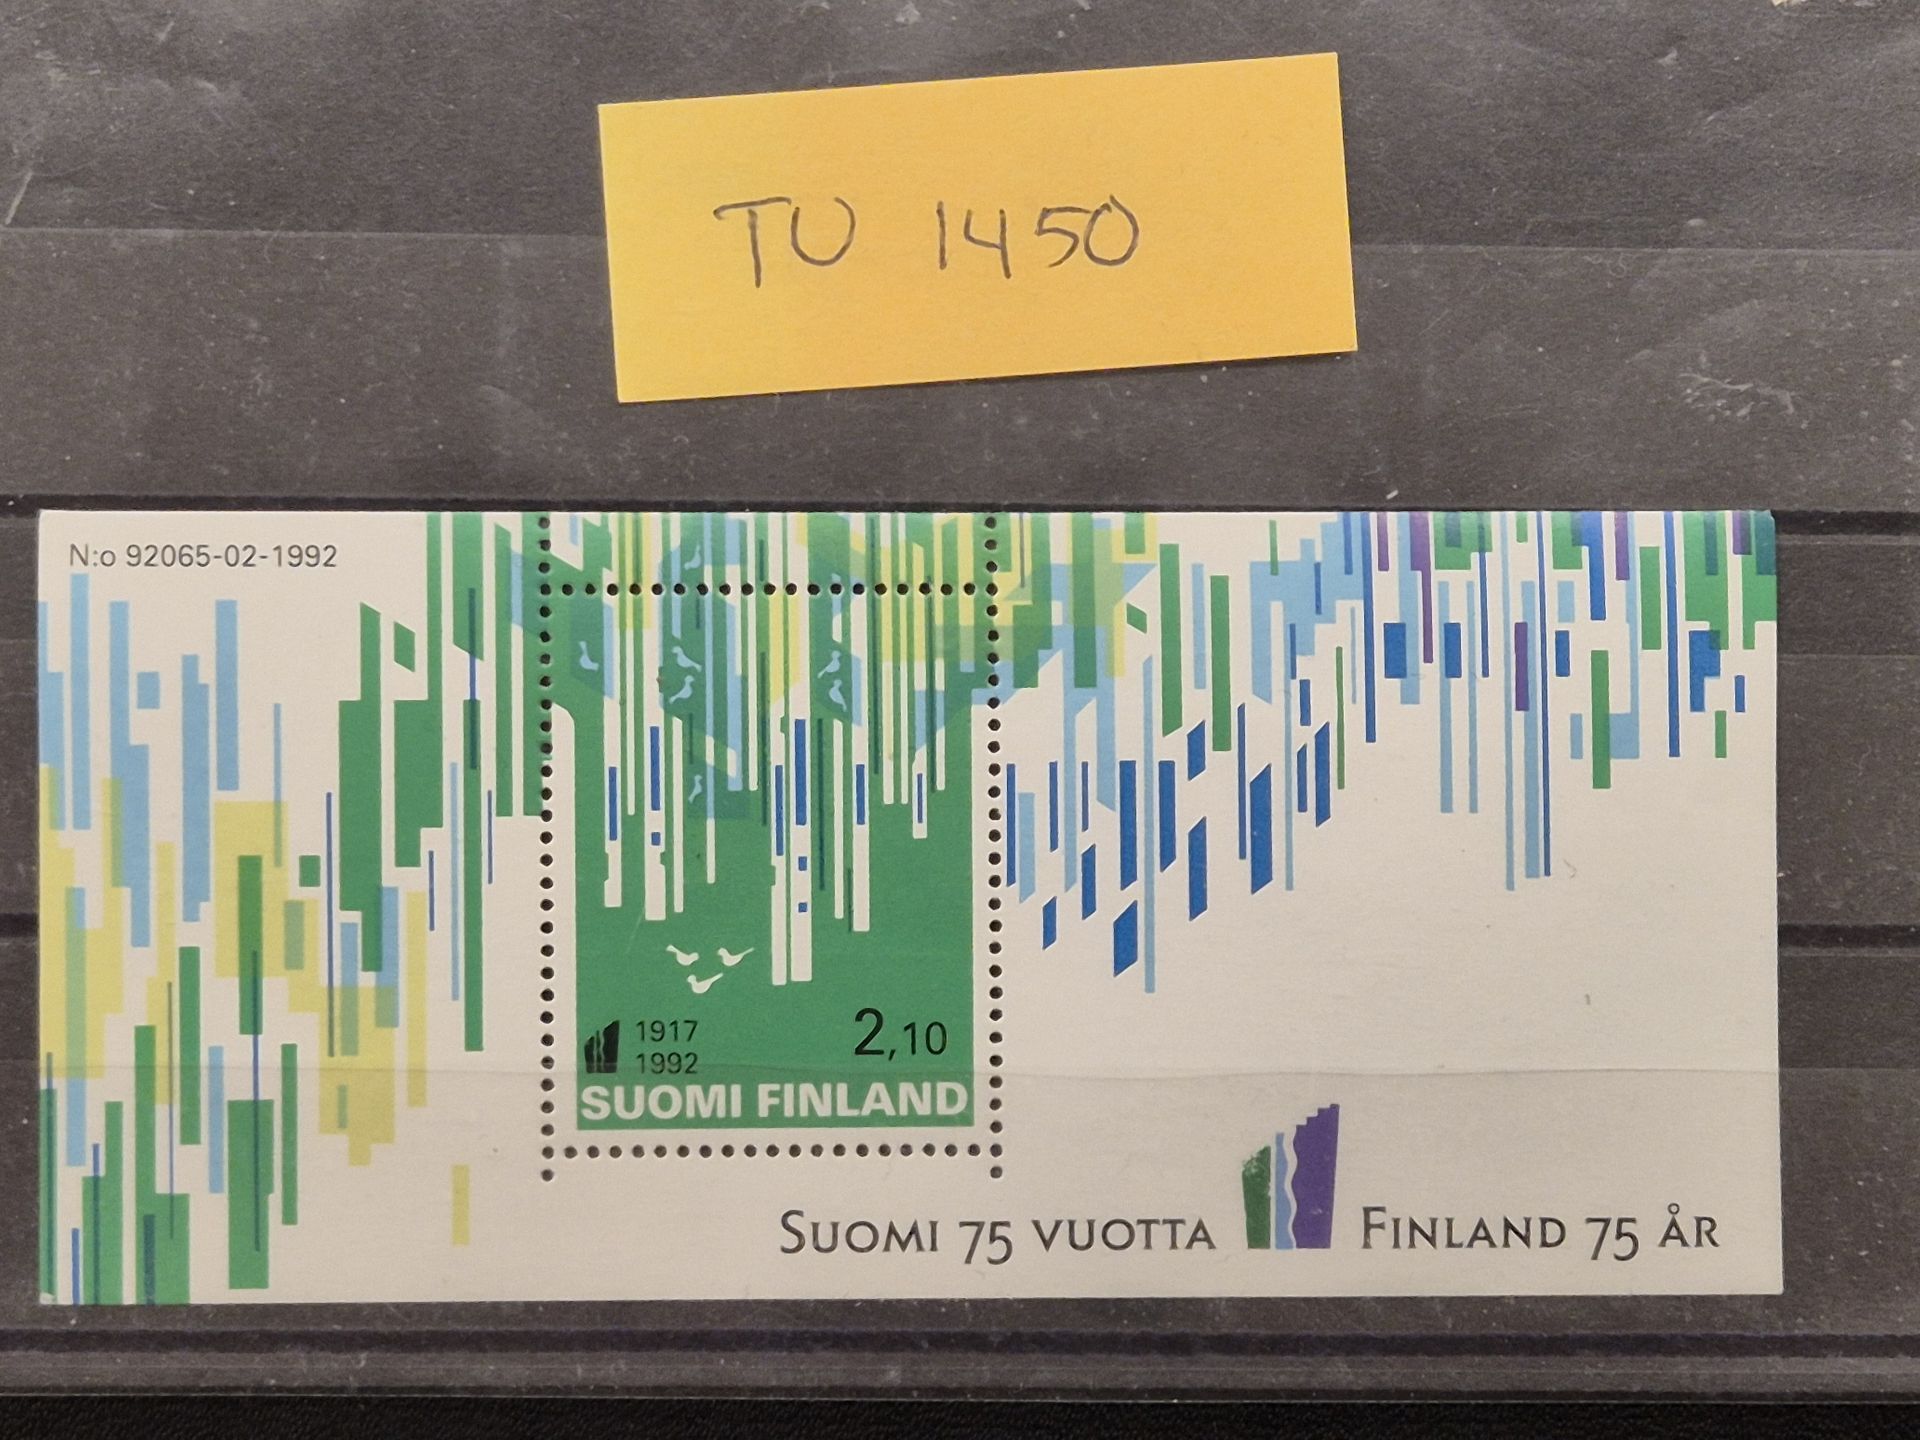 TU 1450
N:o 92065-02-1992
1917
1992
2,10
SUOMI FINLAND
SUOMI 75 VUOTTA FINLAND 75 ÅR